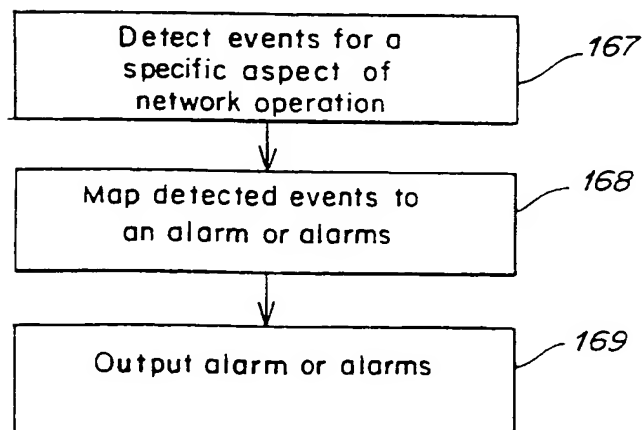 Detect events for a
specific aspect of
network operation
167
Map detected events to
an alarm or alarms
168
Output alarm or alarms
169